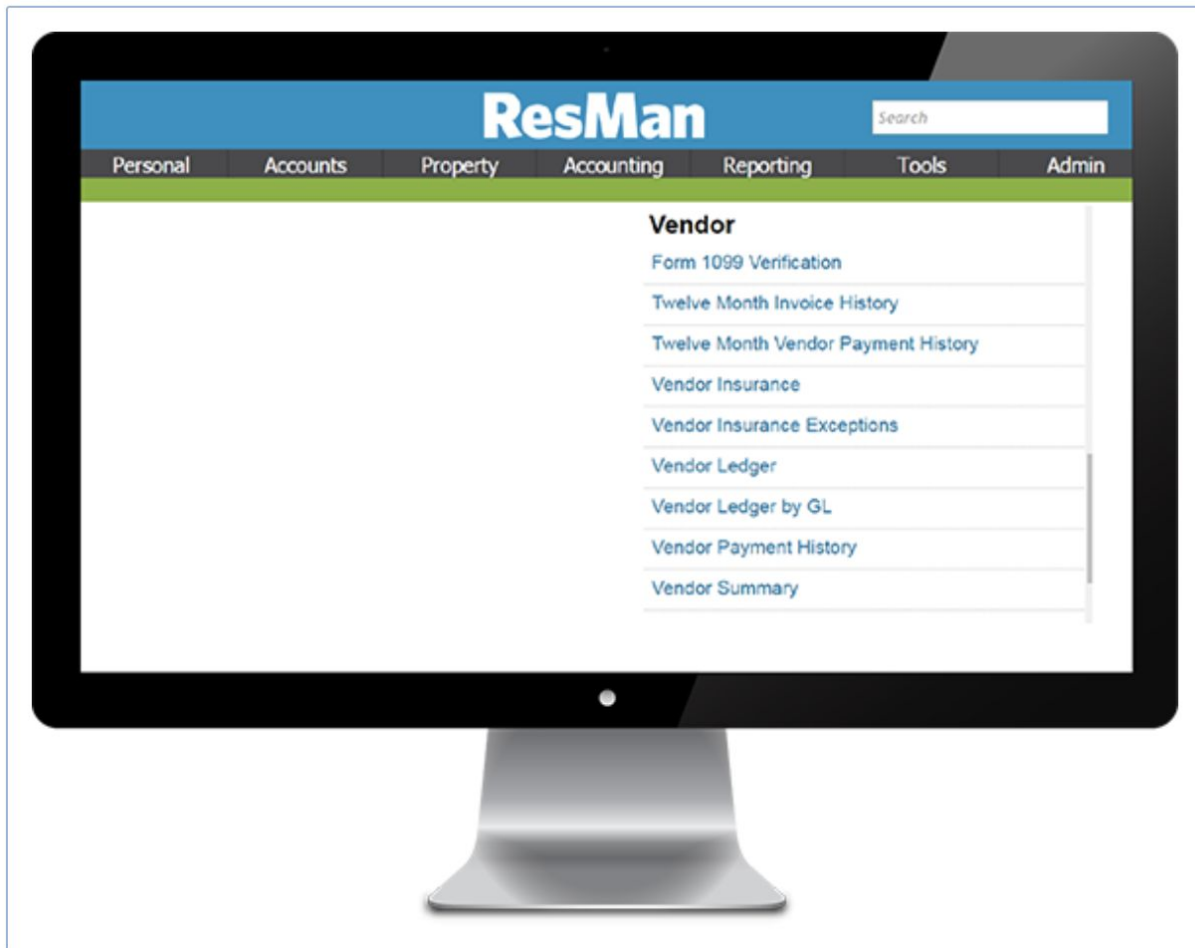 ResMan
Search
Personal Accounts Property Accounting Reporting Tools Admin
Vendor
Form 1099 Verification
Twelve Month Invoice History
Twelve Month Vendor Payment History
Vendor Insurance
Vendor Insurance Exceptions
Vendor Ledger
Vendor Ledger by GL
Vendor Payment History
Vendor Summary